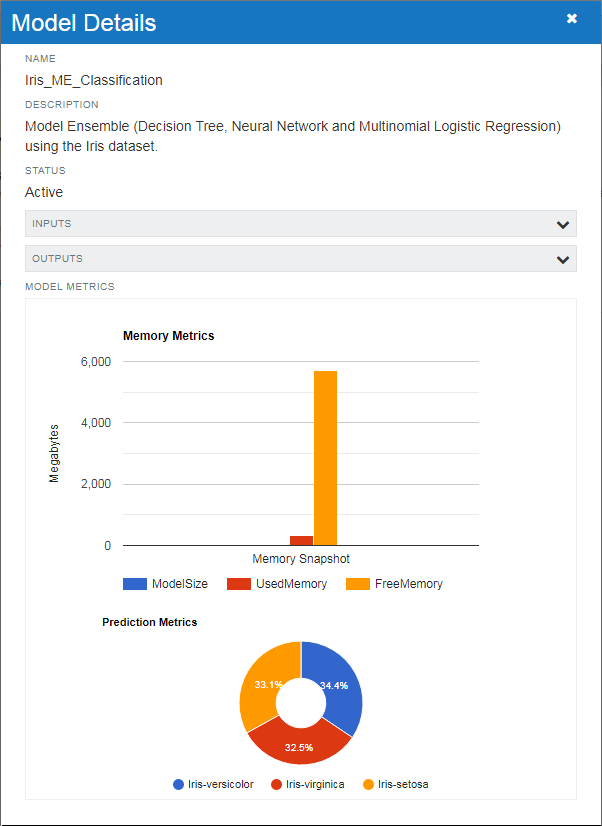 Model Details
NAME
Iris_ME_Classification
DESCRIPTION
Model Ensemble (Decision Tree, Neural Network and Multinomial Logistic Regression)
using the Iris dataset.
STATUS
Active
INPUTS
OUTPUTS
MODEL METRICS
Memory Metrics
6,000
4,000
2,000
0
Megabytes
Memory Snapshot
ModelSize UsedMemory FreeMemory
Prediction Metrics
33.1% 34.4%
32.5%
Iris-versicolor Iris-virginica Iris-setosa